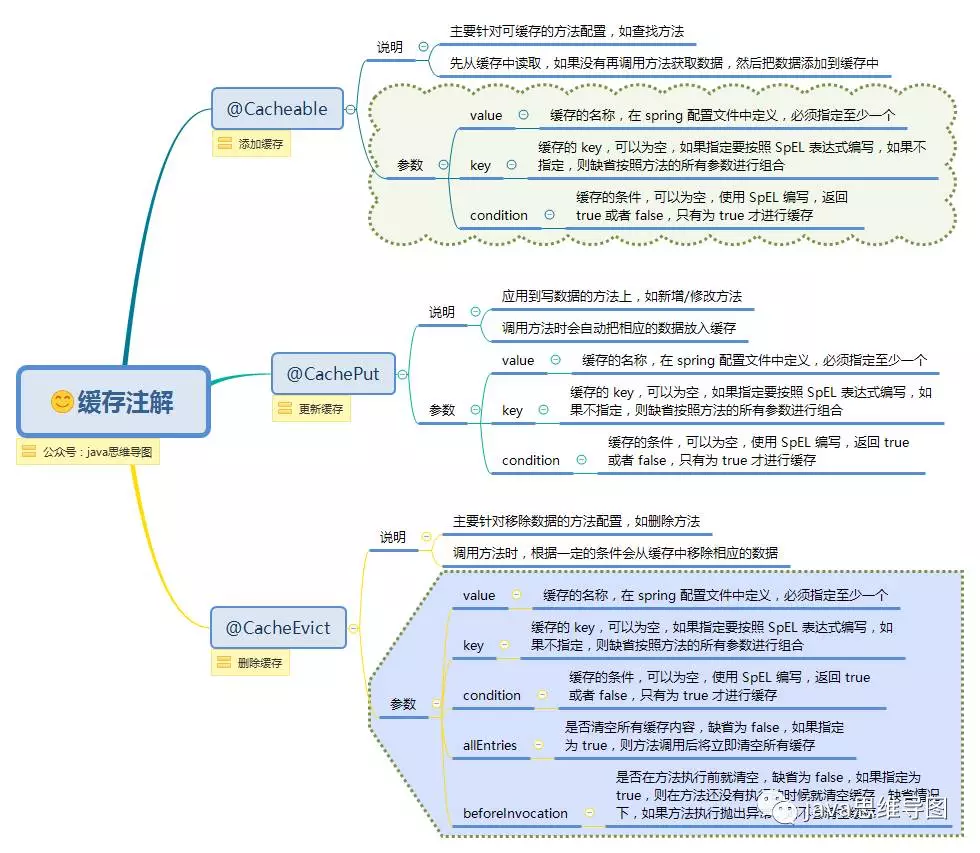 缓存注解
公众号：java思维导图
@Cacheable
添加缓存
说明
主要针对可缓存的方法配置，如查找方法
先从缓存中读取，如果没有再调用方法获取数据，然后把数据添加到缓存中
参数
value
缓存的名称，在 spring 配置文件中定义，必须指定至少一个
key
缓存的 key，可以为空，如果指定要按照 SpEL 表达式编写，如果不
指定，则缺省按照方法的所有参数进行组合
condition
缓存的条件，可以为空，使用 SpEL 编写，返回
true 或者 false，只有为 true 才进行缓存
@CachePut
更新缓存
说明
应用到写数据的方法上，如新增/修改方法
调用方法时会自动把相应的数据放入缓存
参数
value
缓存的名称，在 spring 配置文件中定义，必须指定至少一个
key
缓存的 key，可以为空，如果指定要按照 SpEL 表达式编写，如
果不指定，则缺省按照方法的所有参数进行组合
condition
缓存的条件，可以为空，使用 SpEL 编写，返回 true
或者 false，只有为 true 才进行缓存
@CacheEvict
删除缓存
说明
主要针对移除数据的方法配置，如删除方法
调用方法时，根据一定的条件会从缓存中移除相应的数据
参数
value
缓存的名称，在 spring 配置文件中定义，必须指定至少一个
key
缓存的 key，可以为空，如果指定要按照 SpEL 表达式编写，如
果不指定，则缺省按照方法的所有参数进行组合
condition
缓存的条件，可以为空，使用 SpEL 编写，返回 true
或者 false，只有为 true 才进行缓存
allEntries
是否清空所有缓存内容，缺省为 false，如果指定
为 true，则方法调用后将立即清空所有缓存
beforeInvocation
是否在方法执行前就清空，缺省为 false，如果指定为
true，则在方法还没有执行的时候就清空缓存，缺省情况
下，如果方法执行抛出异
java思维导图